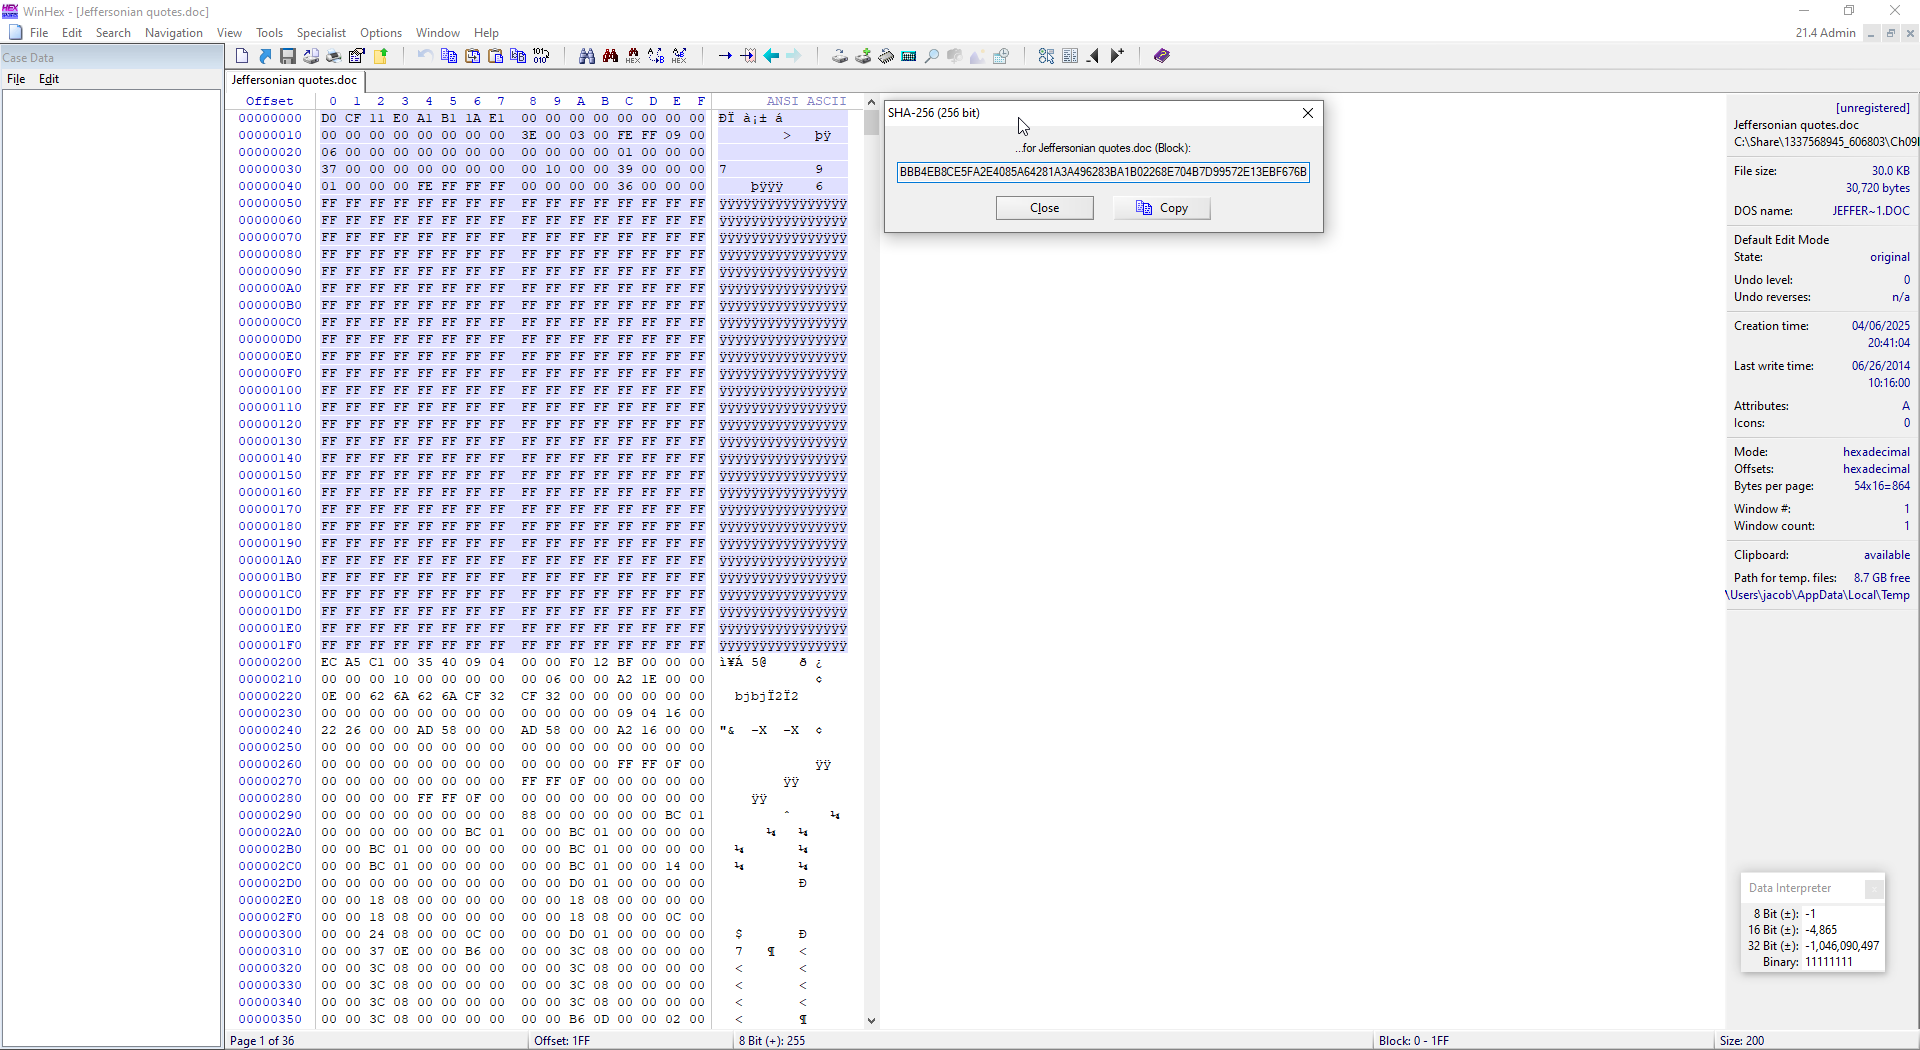 WinHex - [Jeffersonian quotes.doc]
File Edit Search Navigation View Tools Specialist Options Window Help
21.4 Admin
Case Data
File Edit
Jeffersonian quotes.doc
Offset 0 1 2 3 4 5 6 7 8 9 A B C D E F ANSI ASCII
00000000 D0 CF 11 E0 A1 B1 1A E1 00 00 00 00 00 00 00 00 ÐÏ à¡± á
00000010 00 00 00 00 00 00 00 00 3E 00 03 00 FE FF 09 00 > þÿ
00000020 06 00 00 00 00 00 00 00 00 00 00 00 01 00 00 00
00000030 37 00 00 00 00 00 00 00 00 10 00 00 39 00 00 00 7 9
00000040 01 00 00 00 FE FF FF FF 00 00 00 00 36 00 00 00 þÿÿÿ 6
00000050 FF FF FF FF FF FF FF FF FF FF FF FF FF FF FF FF ÿÿÿÿÿÿÿÿÿÿÿÿÿÿÿÿ
00000060 FF FF FF FF FF FF FF FF FF FF FF FF FF FF FF FF ÿÿÿÿÿÿÿÿÿÿÿÿÿÿÿÿ
00000070 FF FF FF FF FF FF FF FF FF FF FF FF FF FF FF FF ÿÿÿÿÿÿÿÿÿÿÿÿÿÿÿÿ
00000080 FF FF FF FF FF FF FF FF FF FF FF FF FF FF FF FF ÿÿÿÿÿÿÿÿÿÿÿÿÿÿÿÿ
00000090 FF FF FF FF FF FF FF FF FF FF FF FF FF FF FF FF ÿÿÿÿÿÿÿÿÿÿÿÿÿÿÿÿ
000000A0 FF FF FF FF FF FF FF FF FF FF FF FF FF FF FF FF ÿÿÿÿÿÿÿÿÿÿÿÿÿÿÿÿ
000000B0 FF FF FF FF FF FF FF FF FF FF FF FF FF FF FF FF ÿÿÿÿÿÿÿÿÿÿÿÿÿÿÿÿ
000000C0 FF FF FF FF FF FF FF FF FF FF FF FF FF FF FF FF ÿÿÿÿÿÿÿÿÿÿÿÿÿÿÿÿ
000000D0 FF FF FF FF FF FF FF FF FF FF FF FF FF FF FF FF ÿÿÿÿÿÿÿÿÿÿÿÿÿÿÿÿ
000000E0 FF FF FF FF FF FF FF FF FF FF FF FF FF FF FF FF ÿÿÿÿÿÿÿÿÿÿÿÿÿÿÿÿ
000000F0 FF FF FF FF FF FF FF FF FF FF FF FF FF FF FF FF ÿÿÿÿÿÿÿÿÿÿÿÿÿÿÿÿ
00000100 FF FF FF FF FF FF FF FF FF FF FF FF FF FF FF FF ÿÿÿÿÿÿÿÿÿÿÿÿÿÿÿÿ
00000110 FF FF FF FF FF FF FF FF FF FF FF FF FF FF FF FF ÿÿÿÿÿÿÿÿÿÿÿÿÿÿÿÿ
00000120 FF FF FF FF FF FF FF FF FF FF FF FF FF FF FF FF ÿÿÿÿÿÿÿÿÿÿÿÿÿÿÿÿ
00000130 FF FF FF FF FF FF FF FF FF FF FF FF FF FF FF FF ÿÿÿÿÿÿÿÿÿÿÿÿÿÿÿÿ
00000140 FF FF FF FF FF FF FF FF FF FF FF FF FF FF FF FF ÿÿÿÿÿÿÿÿÿÿÿÿÿÿÿÿ
00000150 FF FF FF FF FF FF FF FF FF FF FF FF FF FF FF FF ÿÿÿÿÿÿÿÿÿÿÿÿÿÿÿÿ
00000160 FF FF FF FF FF FF FF FF FF FF FF FF FF FF FF FF ÿÿÿÿÿÿÿÿÿÿÿÿÿÿÿÿ
00000170 FF FF FF FF FF FF FF FF FF FF FF FF FF FF FF FF ÿÿÿÿÿÿÿÿÿÿÿÿÿÿÿÿ
00000180 FF FF FF FF FF FF FF FF FF FF FF FF FF FF FF FF ÿÿÿÿÿÿÿÿÿÿÿÿÿÿÿÿ
00000190 FF FF FF FF FF FF FF FF FF FF FF FF FF FF FF FF ÿÿÿÿÿÿÿÿÿÿÿÿÿÿÿÿ
000001A0 FF FF FF FF FF FF FF FF FF FF FF FF FF FF FF FF ÿÿÿÿÿÿÿÿÿÿÿÿÿÿÿÿ
000001B0 FF FF FF FF FF FF FF FF FF FF FF FF FF FF FF FF ÿÿÿÿÿÿÿÿÿÿÿÿÿÿÿÿ
000001C0 FF FF FF FF FF FF FF FF FF FF FF FF FF FF FF FF ÿÿÿÿÿÿÿÿÿÿÿÿÿÿÿÿ
000001D0 FF FF FF FF FF FF FF FF FF FF FF FF FF FF FF FF ÿÿÿÿÿÿÿÿÿÿÿÿÿÿÿÿ
000001E0 FF FF FF FF FF FF FF FF FF FF FF FF FF FF FF FF ÿÿÿÿÿÿÿÿÿÿÿÿÿÿÿÿ
000001F0 FF FF FF FF FF FF FF FF FF FF FF FF FF FF FF FF ÿÿÿÿÿÿÿÿÿÿÿÿÿÿÿÿ
00000200 EC A5 C1 00 35 40 09 04 00 00 F0 12 BF 00 00 00 ì¥Á 5@ ð ¿
00000210 00 00 00 10 00 00 00 00 00 06 00 00 A2 1E 00 00 ¢
00000220 0E 00 62 6A 62 6A CF 32 CF 32 00 00 00 00 00 00 bjbjÏ2Ï2
00000230 00 00 00 00 00 00 00 00 00 00 00 00 09 04 16 00
00000240 22 26 00 00 AD 58 00 00 AD 58 00 00 A2 16 00 00 "& -X -X ¢
00000250 00 00 00 00 00 00 00 00 00 00 00 00 00 00 00 00
00000260 00 00 00 00 00 00 00 00 00 00 00 00 FF FF 0F 00 ÿÿ
00000270 00 00 00 00 00 00 00 00 FF FF 0F 00 00 00 00 00 ÿÿ
00000280 00 00 00 00 FF FF 0F 00 00 00 00 00 00 00 00 00 ÿÿ
00000290 00 00 00 00 00 00 00 00 88 00 00 00 00 00 BC 01 ˆ ¼
000002A0 00 00 00 00 00 00 BC 01 00 00 BC 01 00 00 00 00 ¼ ¼
000002B0 00 00 BC 01 00 00 00 00 00 00 BC 01 00 00 00 00 ¼ ¼
000002C0 00 00 BC 01 00 00 00 00 00 00 BC 01 00 00 14 00 ¼ ¼
000002D0 00 00 00 00 00 00 00 00 00 00 D0 01 00 00 00 00 Ð
000002E0 00 00 18 08 00 00 00 00 00 00 18 08 00 00 00 00
000002F0 00 00 18 08 00 00 00 00 00 00 18 08 00 00 0C 00
00000300 00 00 24 08 00 00 0C 00 00 00 D0 01 00 00 00 00 $ Ð
00000310 00 00 37 0E 00 00 B6 00 00 00 3C 08 00 00 00 00 7 ¶ <
00000320 00 00 3C 08 00 00 00 00 00 00 3C 08 00 00 00 00 < <
00000330 00 00 3C 08 00 00 00 00 00 00 3C 08 00 00 00 00 < <
00000340 00 00 3C 08 00 00 00 00 00 00 3C 08 00 00 00 00 < <
00000350 00 00 3C 08 00 00 00 00 00 00 B6 0D 00 00 02 00 < ¶
SHA-256 (256 bit)
...for Jeffersonian quotes.doc (Block):
BBB4EB8CE5FA2E4085A64281A3A496283BA1B02268E704B7D99572E13EBF676B
Close Copy
[unregistered]
Jeffersonian quotes.doc
C:\Share\1337568945_606803\Ch09I
File size: 30.0 KB
30,720 bytes
DOS name: JEFFER~1.DOC
Default Edit Mode
State: original
Undo level: 0
Undo reverses: n/a
Creation time: 04/06/2025
20:41:04
Last write time: 06/26/2014
10:16:00
Attributes: A
Icons: 0
Mode: hexadecimal
Offsets: hexadecimal
Bytes per page: 54x16=864
Window #: 1
Window count: 1
Clipboard: available
Path for temp. files: 8.7 GB free
\Users\jacob\AppData\Local\Temp
Data Interpreter
8 Bit (±): -1
16 Bit (±): -4,865
32 Bit (±): -1,046,090,497
Binary: 11111111
Page 1 of 36 Offset: 1FF 8 Bit (+): 255 Block: 0 - 1FF Size: 200